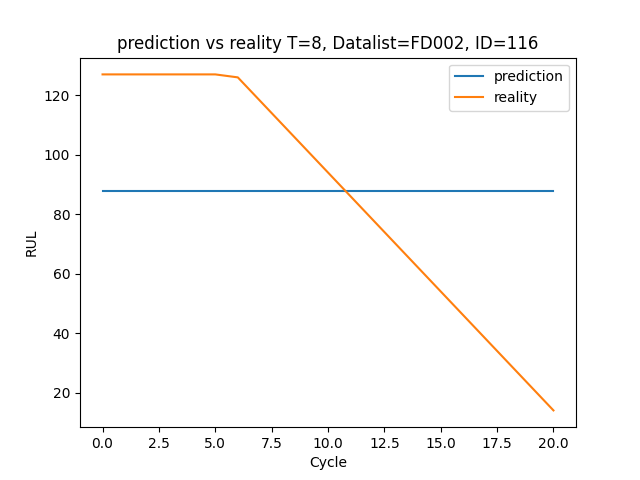 prediction vs reality T=8, Datalist=FD002, ID=116
prediction
reality
120
100
80
60
40
20
RUL
0.0 2.5 5.0 7.5 10.0 12.5 15.0 17.5 20.0
Cycle